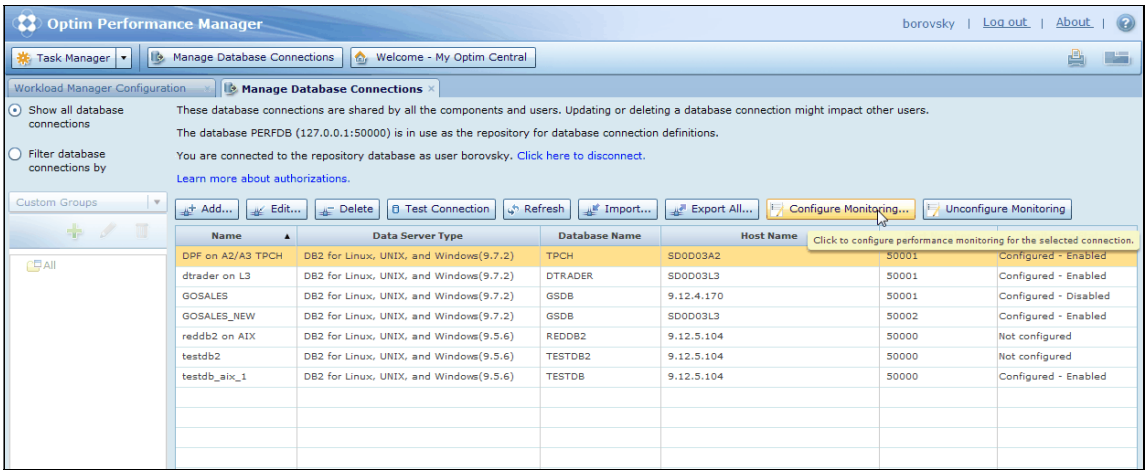 Optim Performance Manager borovsky | Log out | About | ?
Task Manager Manage Database Connections Welcome - My Optim Central
Workload Manager Configuration × Manage Database Connections ×
Show all database connections
These database connections are shared by all the components and users. Updating or deleting a database connection might impact other users.
The database PERFDB (127.0.0.1:50000) is in use as the repository for database connection definitions.
Filter database connections by
You are connected to the repository database as user borovsky. Click here to disconnect.
Learn more about authorizations.
Custom Groups
Add... Edit... Delete Test Connection Refresh Import... Export All... Configure Monitoring... Unconfigure Monitoring
Name Data Server Type Database Name Host Name
Click to configure performance monitoring for the selected connection.
All
DPF on A2/A3 TPCH DB2 for Linux, UNIX, and Windows(9.7.2) TPCH SD0D03A2 50001 Configured - Enabled
dtrader on L3 DB2 for Linux, UNIX, and Windows(9.7.2) DTRADER SD0D03L3 50001 Configured - Enabled
GOSALES DB2 for Linux, UNIX, and Windows(9.7.2) GSDB 9.12.4.170 50001 Configured - Disabled
GOSALES_NEW DB2 for Linux, UNIX, and Windows(9.7.2) GSDB SD0D03L3 50002 Configured - Enabled
reddb2 on AIX DB2 for Linux, UNIX, and Windows(9.5.6) REDDB2 9.12.5.104 50000 Not configured
testdb2 DB2 for Linux, UNIX, and Windows(9.5.6) TESTDB2 9.12.5.104 50000 Not configured
testdb_aix_1 DB2 for Linux, UNIX, and Windows(9.5.6) TESTDB 9.12.5.104 50000 Configured - Enabled